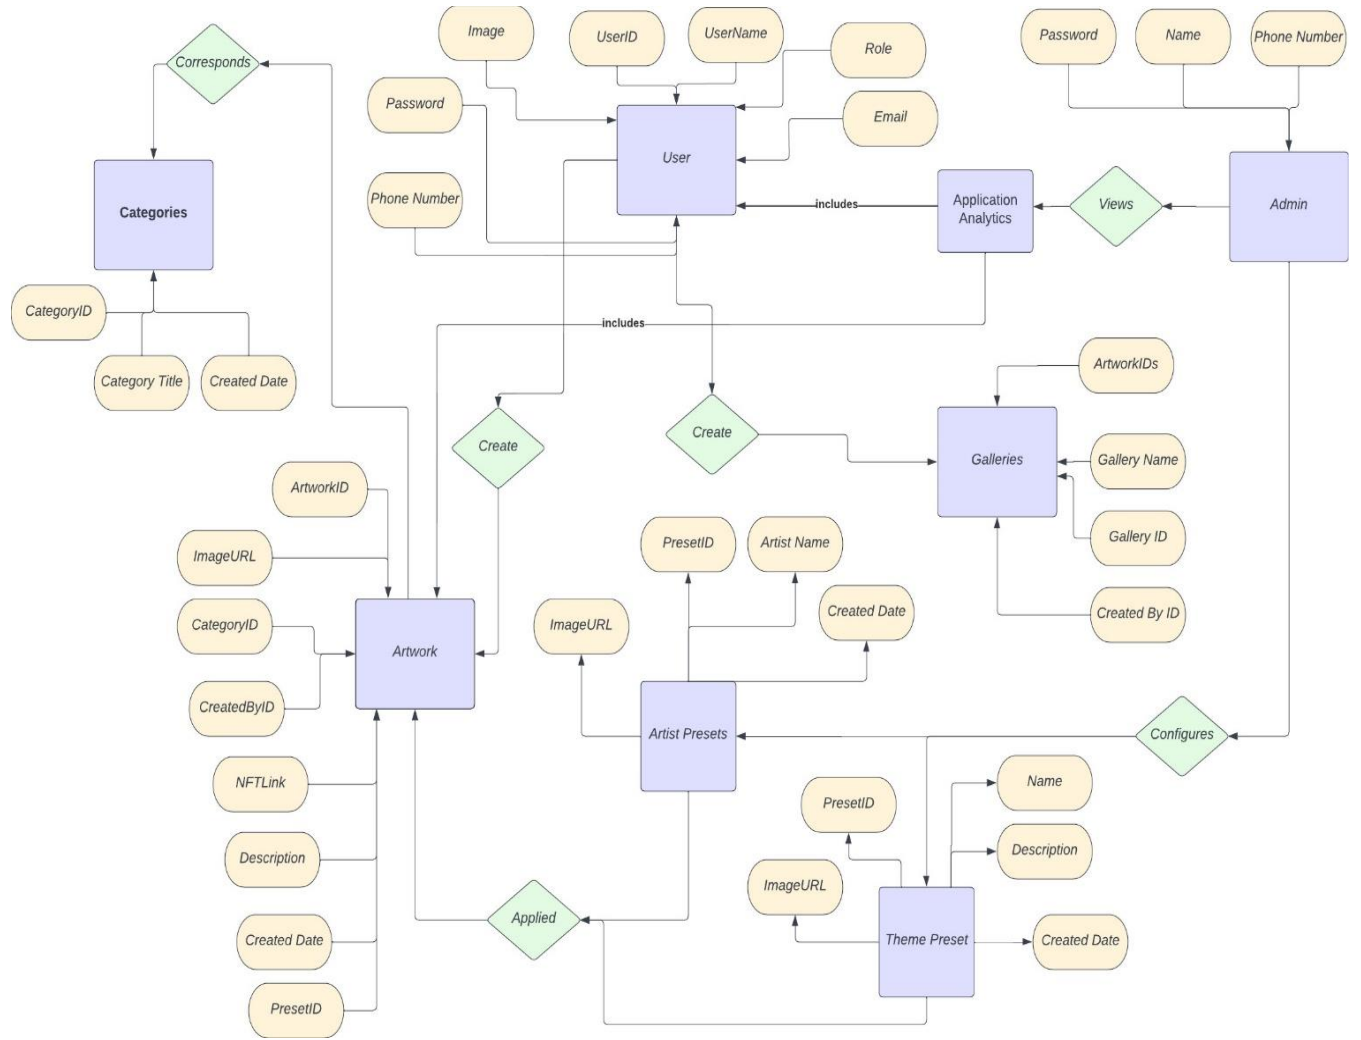 Image
UserID
UserName
Role
Password
Name
Phone Number
Corresponds
Password
Email
User
Categories
Phone Number
includes
Application
Analytics
Views
Admin
CategoryID
includes
Category Title
Created Date
ArtworkIDs
Create
Create
Galleries
Gallery Name
ArtworkID
Gallery ID
ImageURL
PresetID
Artist Name
Created Date
Created By ID
CategoryID
ImageURL
Artwork
CreatedByID
Artist Presets
Configures
NFTLink
Name
PresetID
Description
Description
ImageURL
Applied
Created Date
Theme Preset
Created Date
PresetID